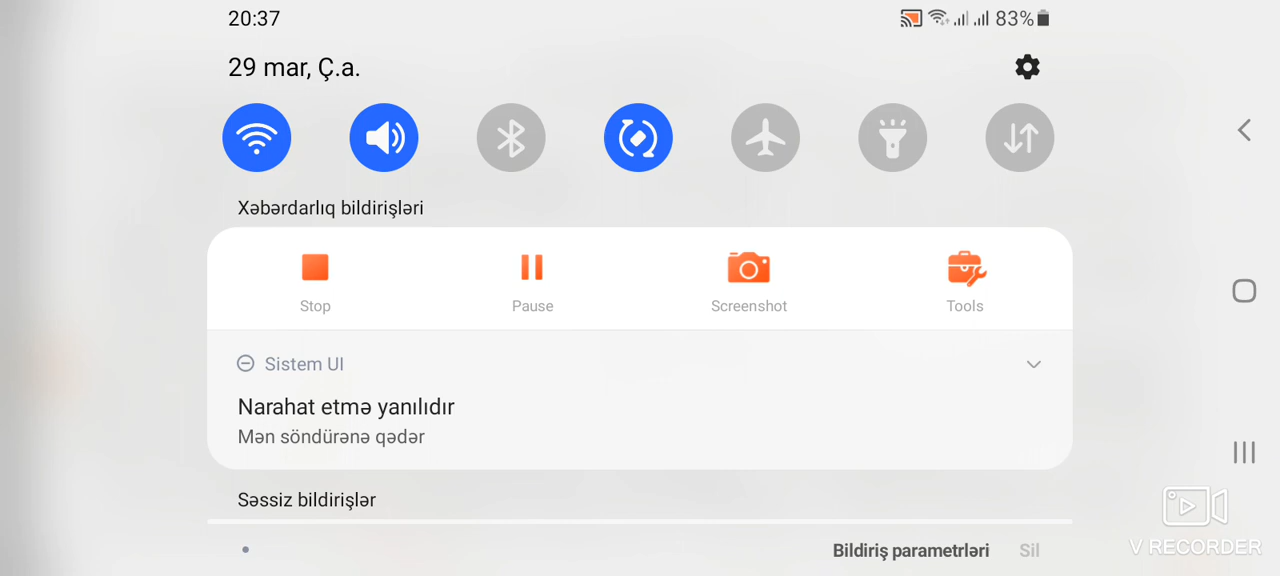 20:37
83%
29 mar, Ç.a.
Xəbərdarlıq bildirişləri
Stop
Pause
Screenshot
Tools
Sistem UI
Narahat etmə yanılıdır
Mən söndürənə qədər
Səssiz bildirişlər
Bildiriş parametrləri
Sil
V RECORDER